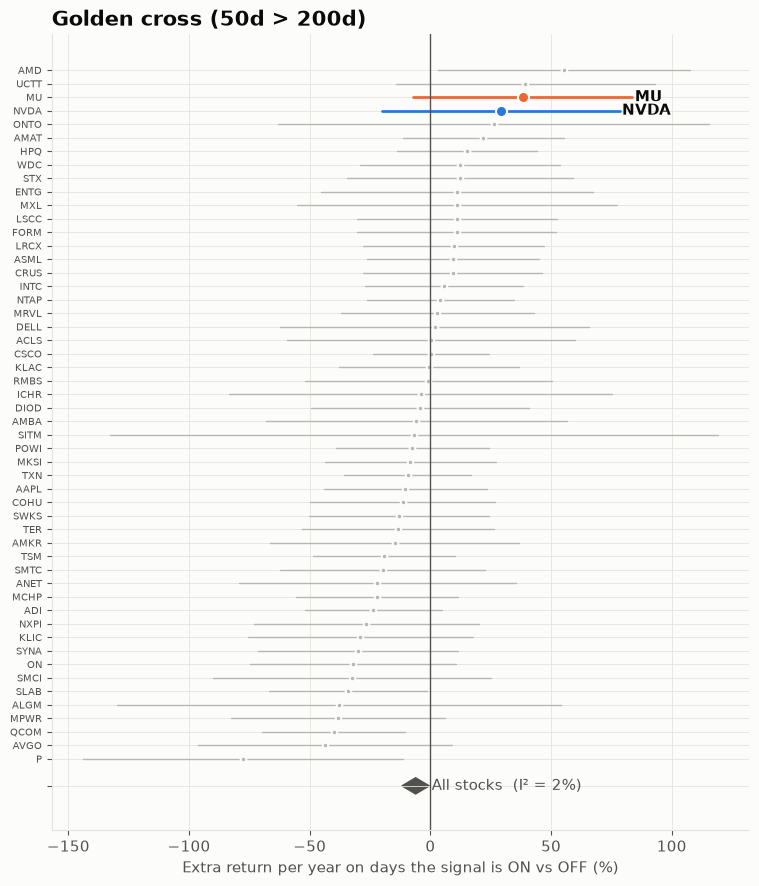 Golden cross (50d > 200d)
AMD
UCTT
MU
MU
NVDA
NVDA
ONTO
AMAT
HPQ
WDC
STX
ENTG
MXL
LSCC
FORM
LRCX
ASML
CRUS
INTC
NTAP
MRVL
DELL
ACLS
CSCO
KLAC
RMBS
ICHR
DIOD
AMBA
SITM
POWI
MKSI
TXN
AAPL
COHU
SWKS
TER
AMKR
TSM
SMTC
ANET
MCHP
ADI
NXPI
KLIC
SYNA
ON
SMCI
SLAB
ALGM
MPWR
QCOM
AVGO
P
All stocks (I² = 2%)
−150 −100 −50 0 50 100
Extra return per year on days the signal is ON vs OFF (%)